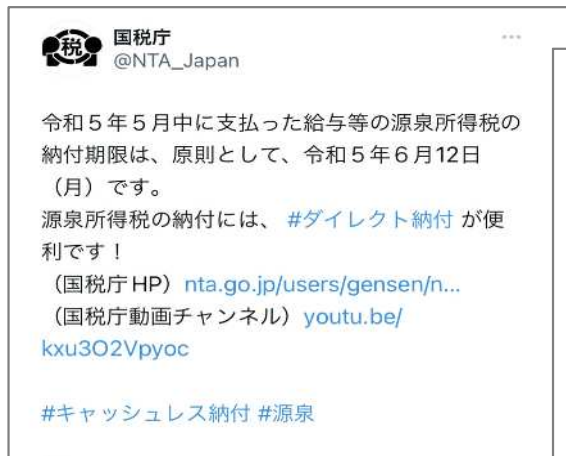 税
国税庁
@NTA_Japan
令和５年５月中に支払った給与等の源泉所得税の
納付期限は、原則として、令和５年６月12日
（月）です。
源泉所得税の納付には、 #ダイレクト納付 が便
利です！
（国税庁HP）nta.go.jp/users/gensen/n...
（国税庁動画チャンネル）youtu.be/
kxu3O2Vpyoc
#キャッシュレス納付 #源泉